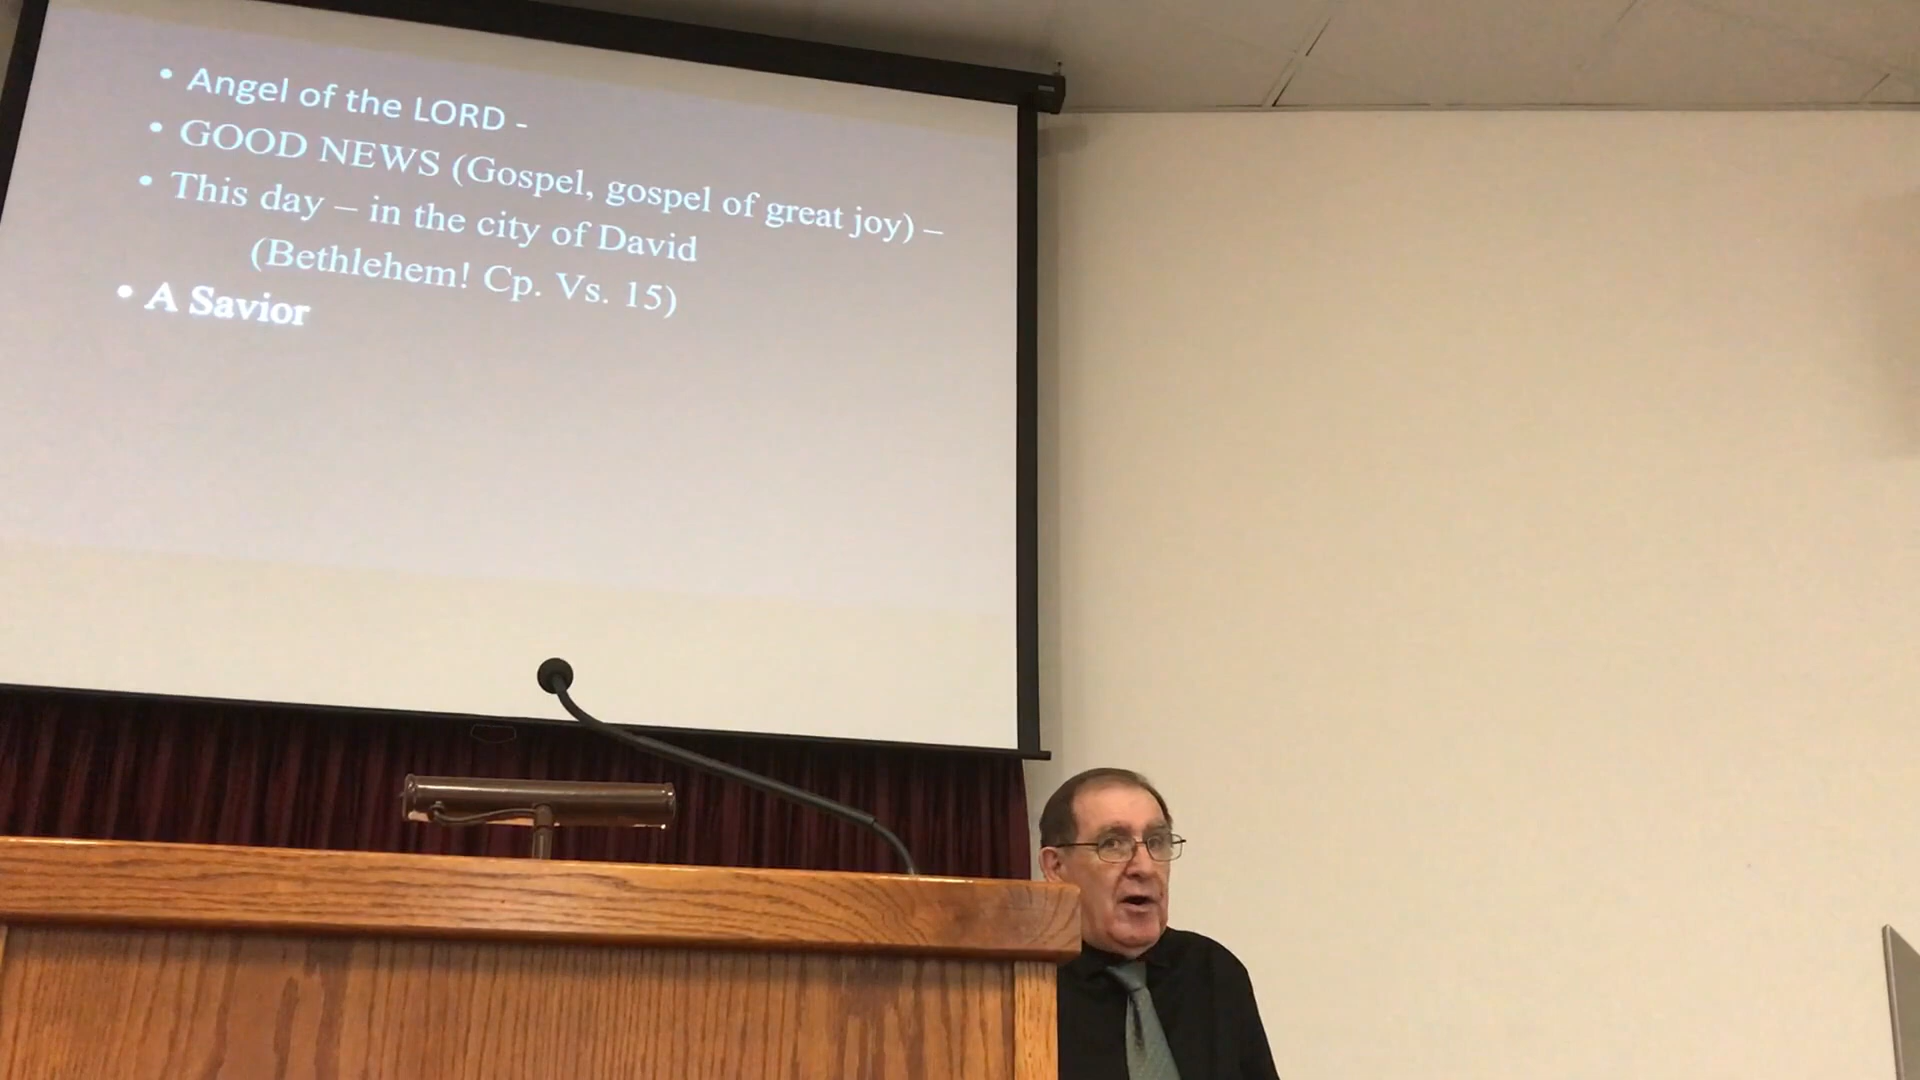 • Angel of the LORD -
• GOOD NEWS (Gospel, gospel of great joy) –
• This day – in the city of David
(Bethlehem! Cp. Vs. 15)
• A Savior